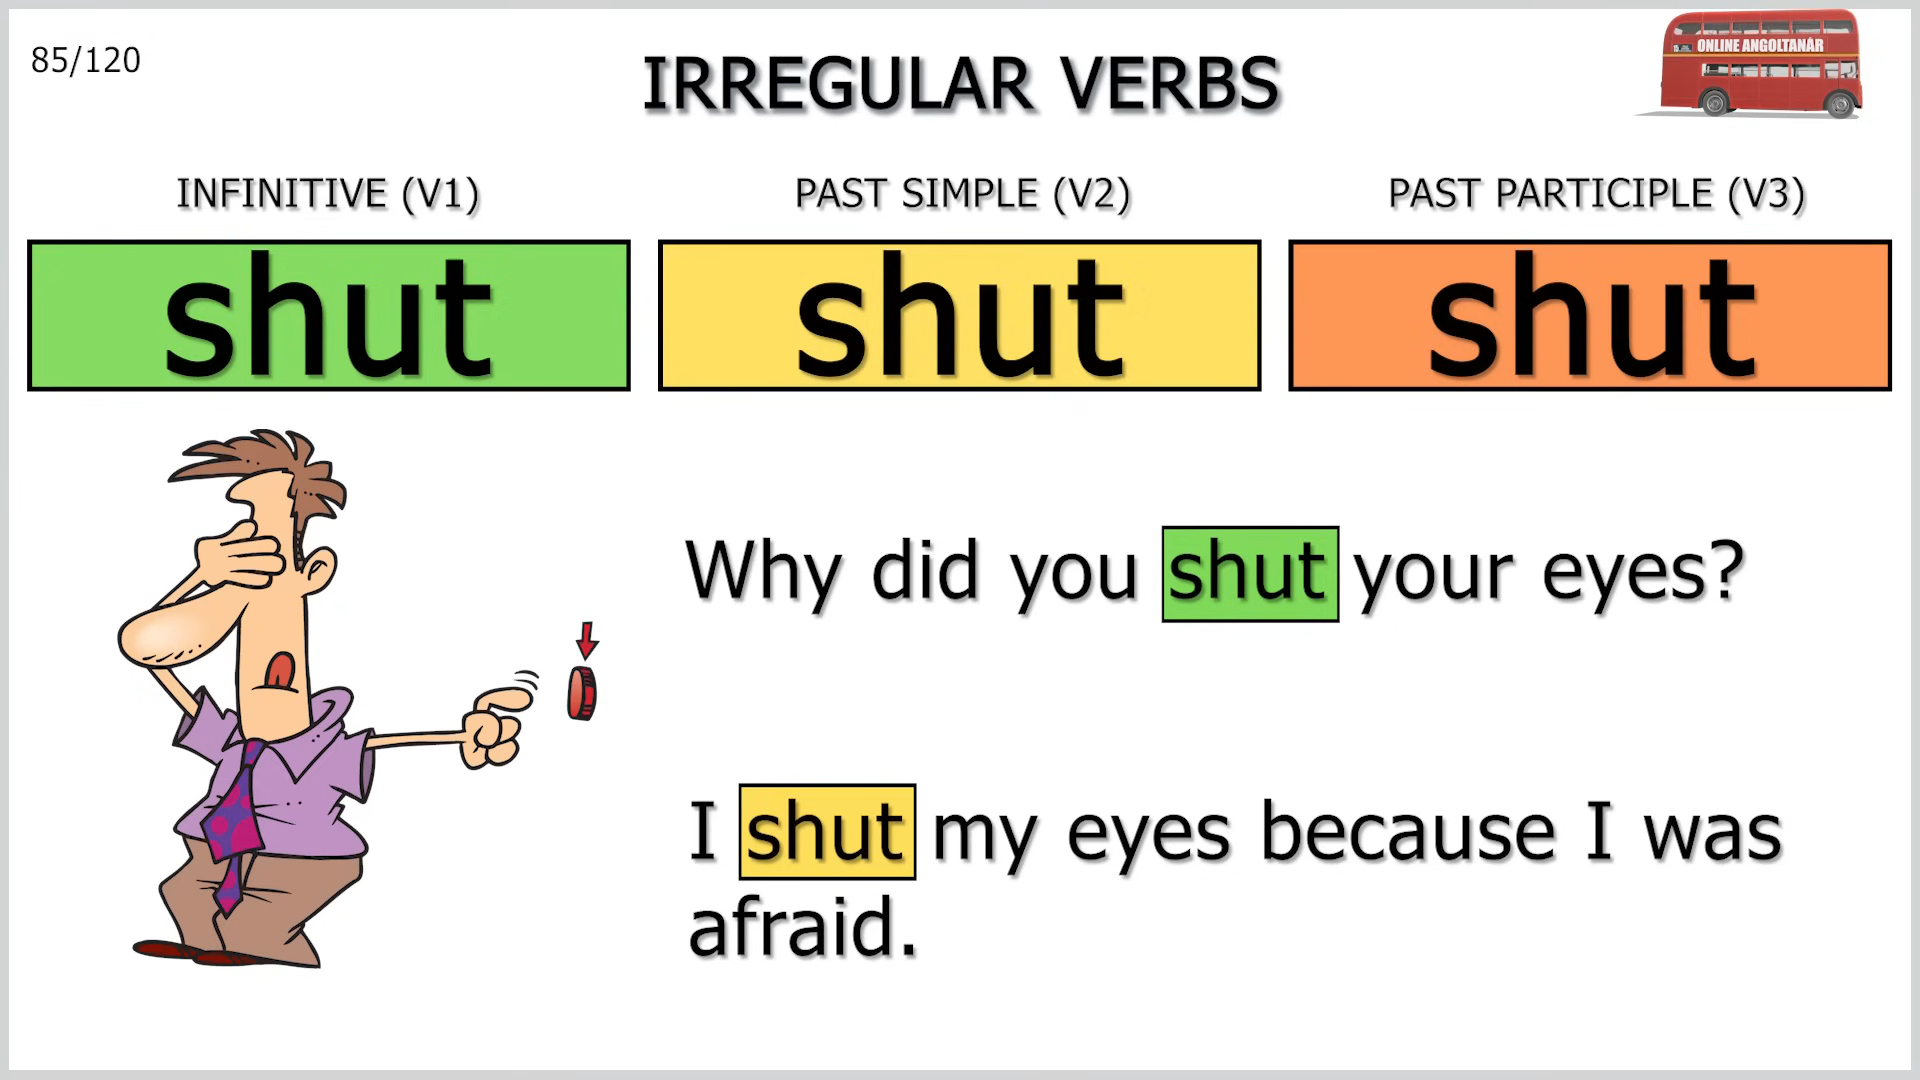 85/120
IRREGULAR VERBS
ONLINE ANGOLTANÁR
INFINITIVE (V1)
PAST SIMPLE (V2)
PAST PARTICIPLE (V3)
shut
shut
shut
Why did you shut your eyes?
I shut my eyes because I was
afraid.